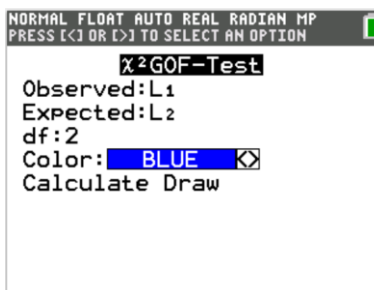 NORMAL FLOAT AUTO REAL RADIAN MP
PRESS [<] OR [>] TO SELECT AN OPTION
χ²GOF-Test
Observed:L₁
Expected:L₂
df:2
Color: BLUE <>
Calculate Draw